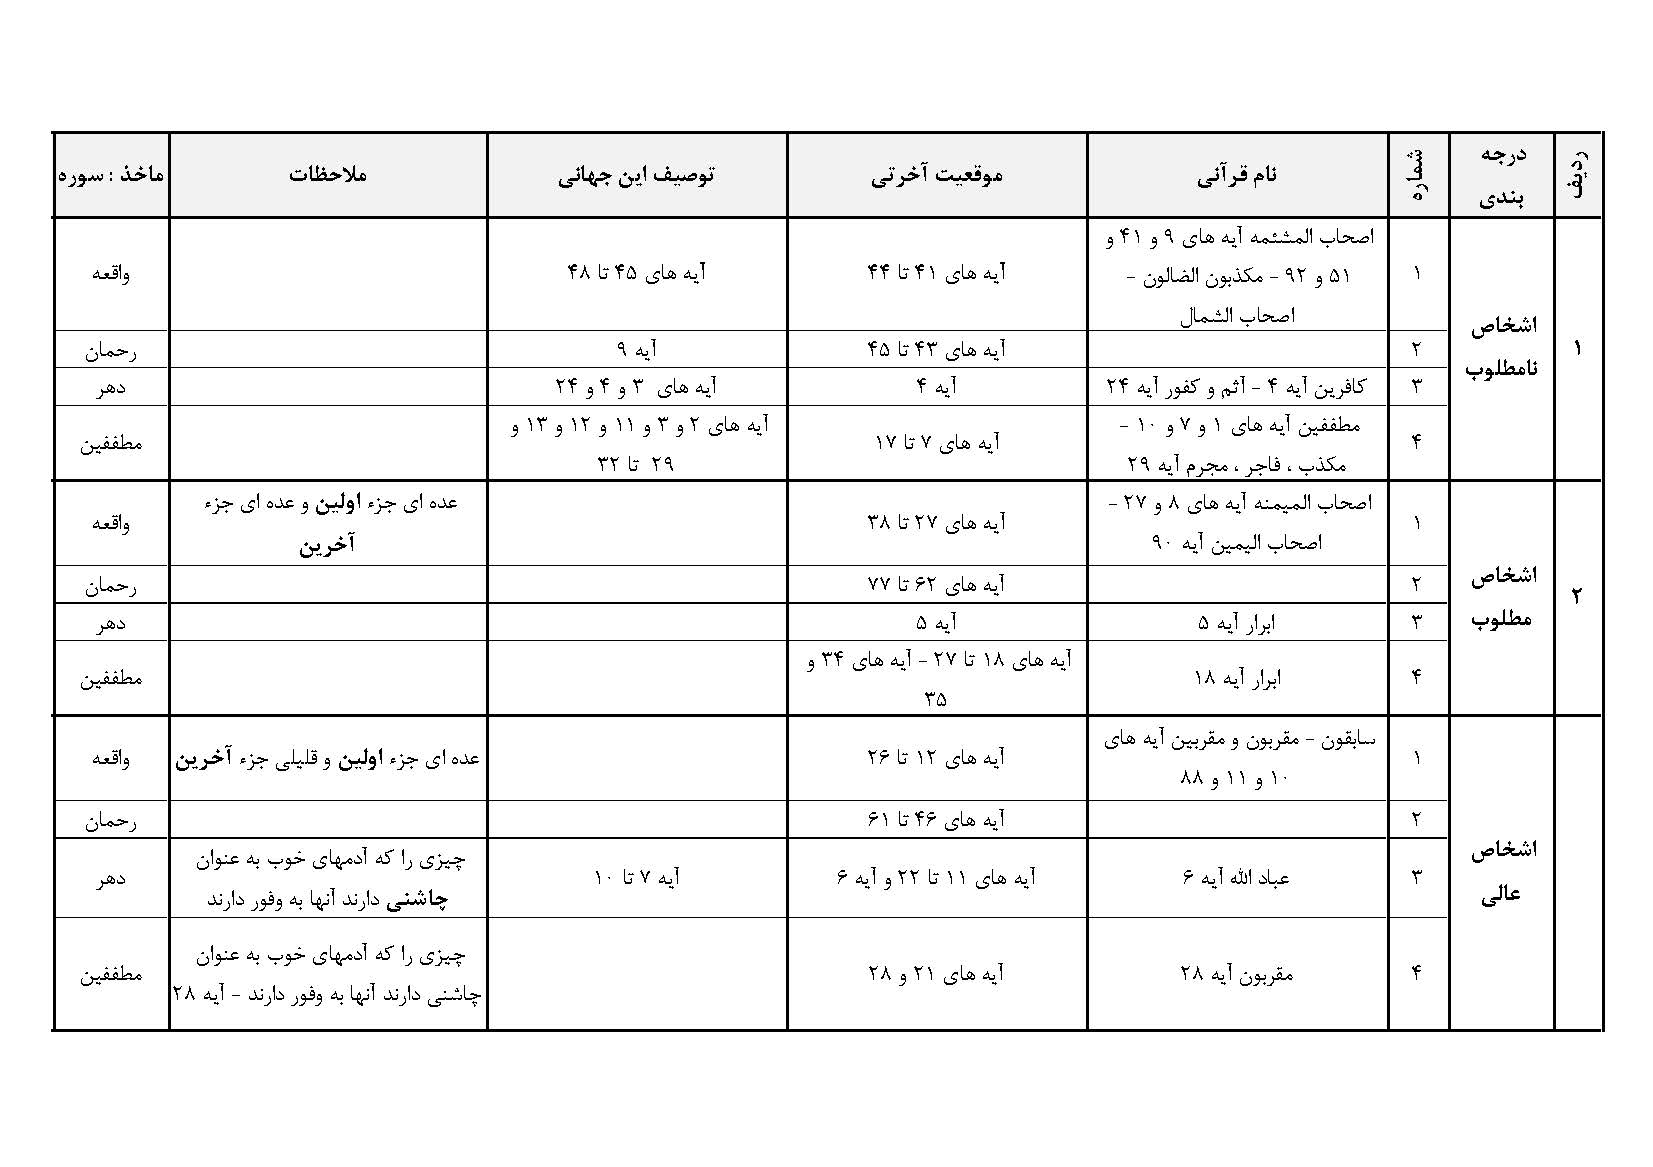 ردیف
درجه
بندی
شماره
نام قرآنی
موقعیت آخرتی
توصیف این جهانی
ملاحظات
ماخذ : سوره
۱
اشخاص
نامطلوب
۱
اصحاب المشئمه آیه های ۹ و ۴۱ و
۵۱ و ۹۲ - مکذبون الضالون -
اصحاب الشمال
آیه های ۴۱ تا ۴۴
آیه های ۴۵ تا ۴۸
واقعه
۲
آیه های ۴۳ تا ۴۵
آیه ۹
رحمان
۳
کافرین آیه ۴ - آثم و کفور آیه ۲۴
آیه ۴
آیه های ۳ و ۴ و ۲۴
دهر
۴
مطففین آیه های ۱ و ۷ و ۱۰ -
مکذب ، فاجر ، مجرم آیه ۲۹
آیه های ۷ تا ۱۷
آیه های ۲ و ۳ و ۱۱ و ۱۲ و ۱۳ و
۲۹ تا ۳۲
مطففین
۲
اشخاص
مطلوب
۱
اصحاب المیمنه آیه های ۸ و ۲۷ -
اصحاب الیمین آیه ۹۰
آیه های ۲۷ تا ۳۸
عده ای جزء اولین و عده ای جزء
آخرین
واقعه
۲
آیه های ۶۲ تا ۷۷
رحمان
۳
ابرار آیه ۵
آیه ۵
دهر
۴
ابرار آیه ۱۸
آیه های ۱۸ تا ۲۷ - آیه های ۳۴ و
۳۵
مطففین
اشخاص
عالی
۱
سابقون - مقربون و مقربین آیه های
۱۰ و ۱۱ و ۸۸
آیه های ۱۲ تا ۲۶
عده ای جزء اولین و قلیلی جزء آخرین
واقعه
۲
آیه های ۴۶ تا ۶۱
رحمان
۳
عباد الله آیه ۶
آیه های ۱۱ تا ۲۲ و آیه ۶
آیه ۷ تا ۱۰
چیزی را که آدمهای خوب به عنوان
چاشنی دارند آنها به وفور دارند
دهر
۴
مقربون آیه ۲۸
آیه های ۲۱ و ۲۸
چیزی را که آدمهای خوب به عنوان
چاشنی دارند آنها به وفور دارند - آیه ۲۸
مطففین